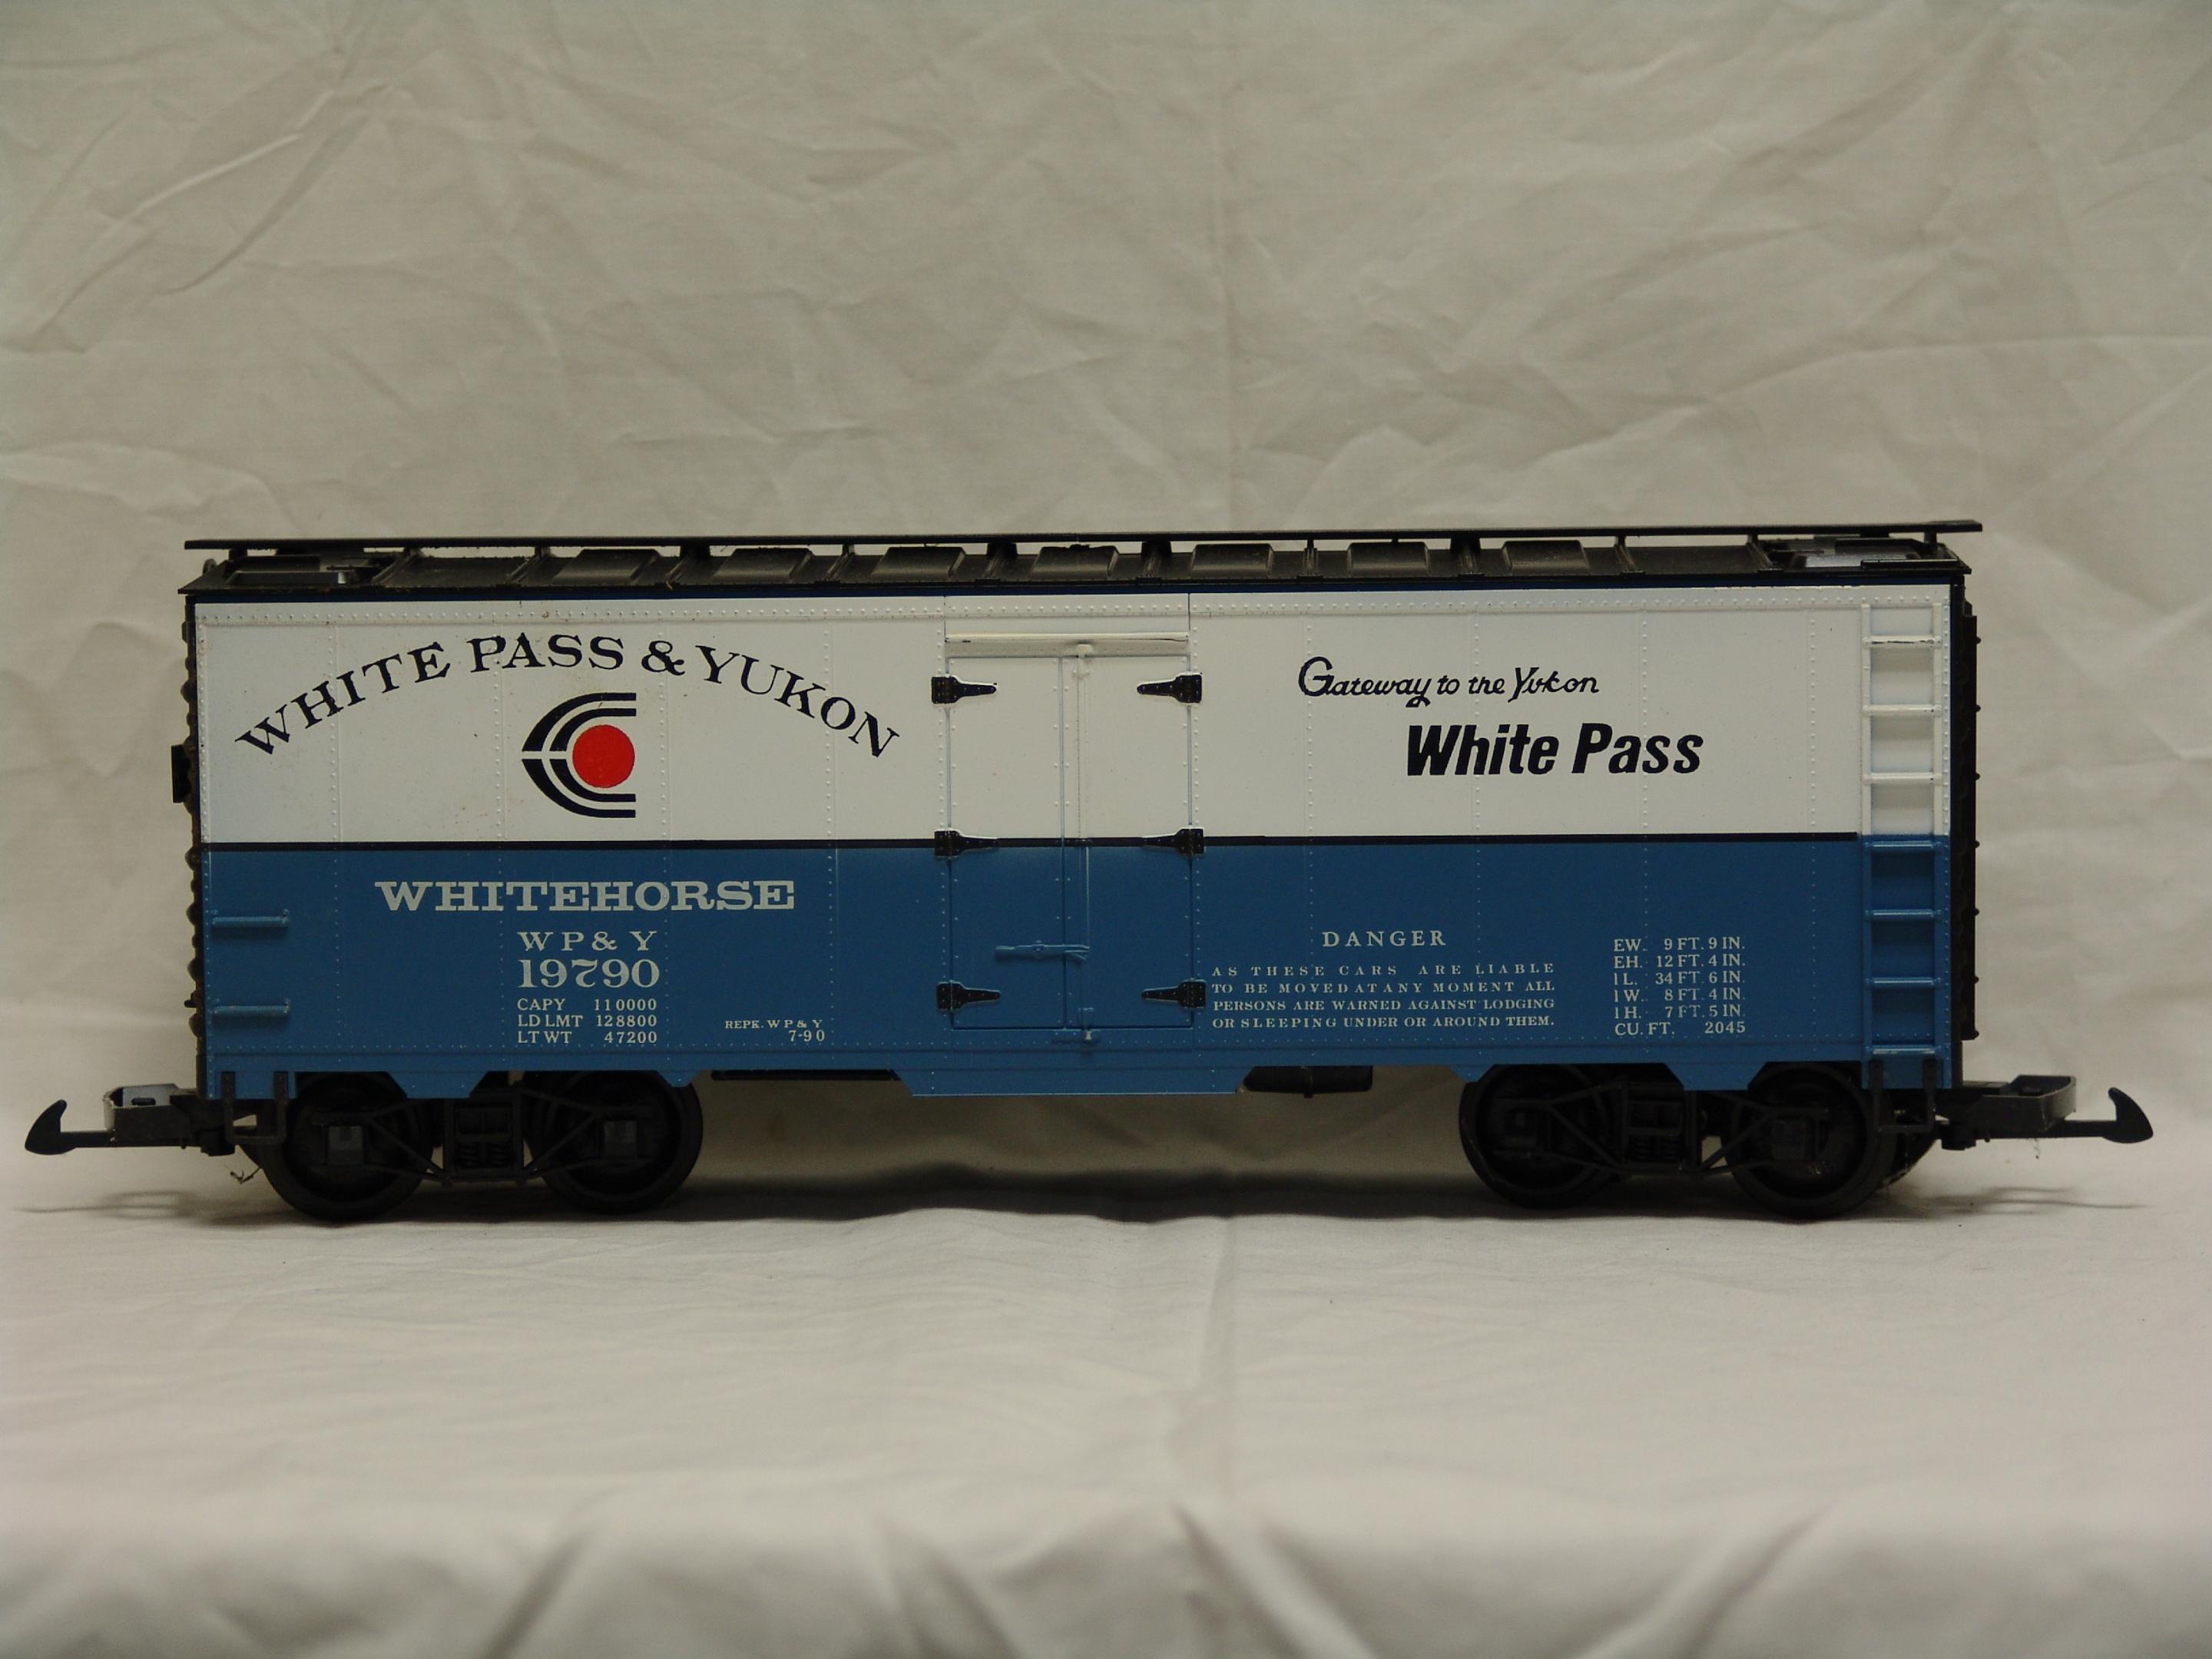 WHITE PASS & YUKON
Gateway to the Yukon
White Pass
WHITEHORSE
WP&Y
19790
CAPY 110000
LD LMT 128800
LT WT 47200
REPK. WP&Y
7-90
DANGER
AS THESE CARS ARE LIABLE
TO BE MOVED AT ANY MOMENT ALL
PERSONS ARE WARNED AGAINST LODGING
OR SLEEPING UNDER OR AROUND THEM.
EW. 9 FT. 9 IN.
EH. 12 FT. 4 IN.
IL. 34 FT. 6 IN.
IW. 8 FT. 4 IN.
IH. 7 FT. 5 IN.
CU. FT. 2045